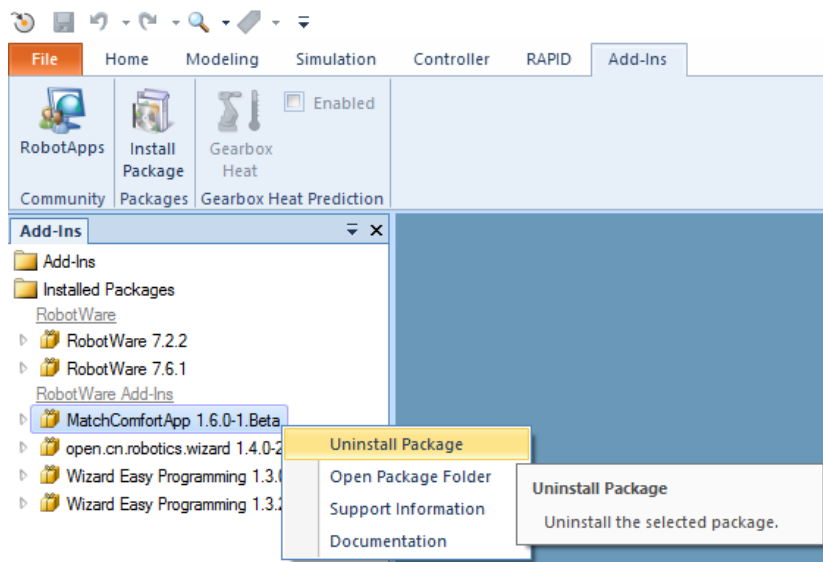 File Home Modeling Simulation Controller RAPID Add-Ins
RobotApps
Install
Package
Gearbox
Heat
Enabled
Community Packages Gearbox Heat Prediction
Add-Ins
Add-Ins
Installed Packages
RobotWare
RobotWare 7.2.2
RobotWare 7.6.1
RobotWare Add-Ins
MatchComfortApp 1.6.0-1.Beta
open.cn.robotics.wizard 1.4.0-2
Wizard Easy Programming 1.3.0
Wizard Easy Programming 1.3.2
Uninstall Package
Open Package Folder
Support Information
Documentation
Uninstall Package
Uninstall the selected package.